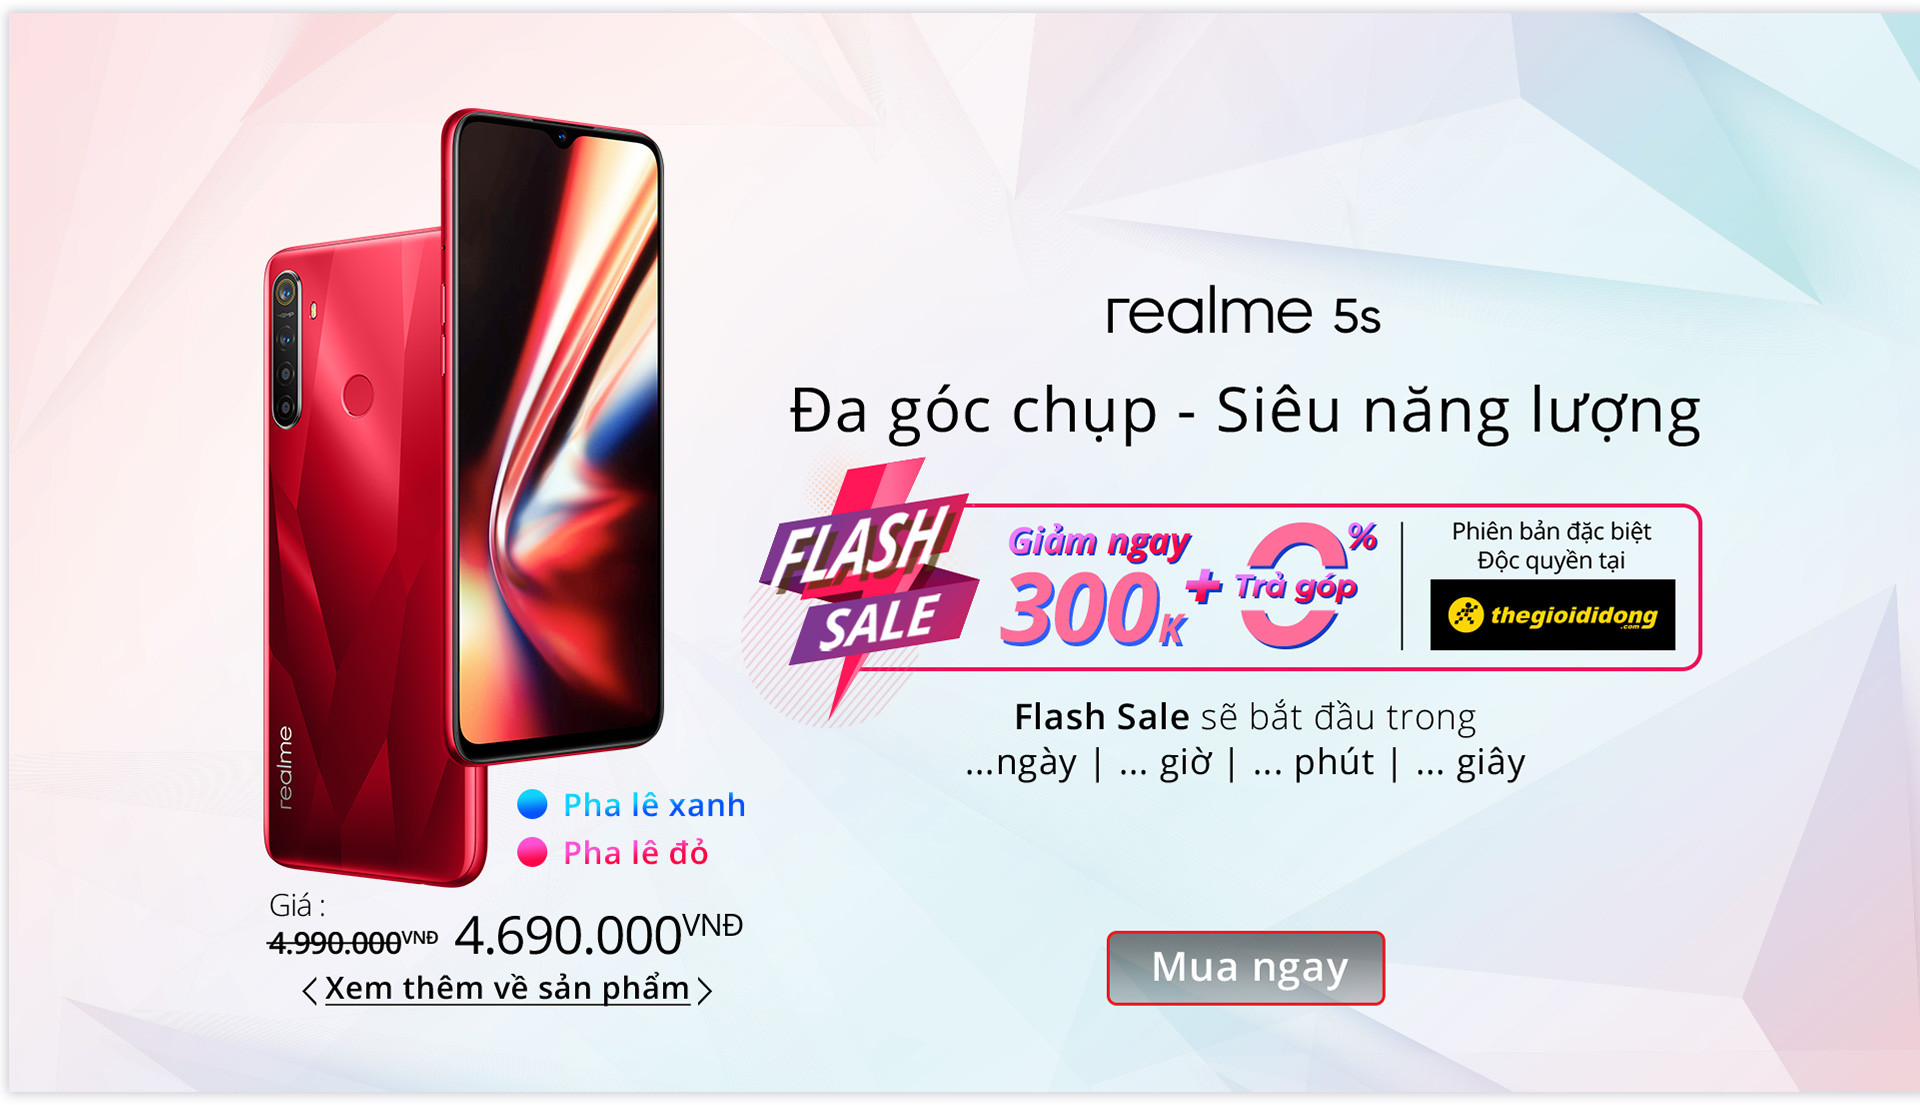 realme 5s
Đa góc chụp - Siêu năng lượng
FLASH
SALE
Giảm ngay
300K
+
0%
Trả góp
Phiên bản đặc biệt
Độc quyền tại
thegioididong
.com
Flash Sale sẽ bắt đầu trong
...ngày | ... giờ | ... phút | ... giây
realme
Pha lê xanh
Pha lê đỏ
Giá :
4.990.000VNĐ 4.690.000VNĐ
< Xem thêm về sản phẩm >
Mua ngay